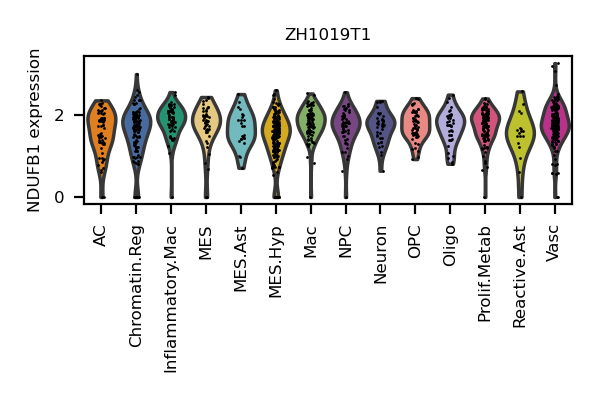 ZH1019T1
NDUFB1 expression
2
0
AC
Chromatin.Reg
Inflammatory.Mac
MES
MES.Ast
MES.Hyp
Mac
NPC
Neuron
OPC
Oligo
Prolif.Metab
Reactive.Ast
Vasc